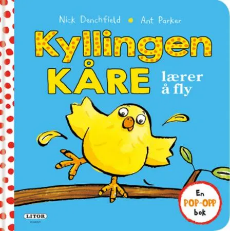 Nick Denchfield • Ant Parker
Kyllingen
KÅRE lærer
å fly
En
POP-OPP
bok
LITOR